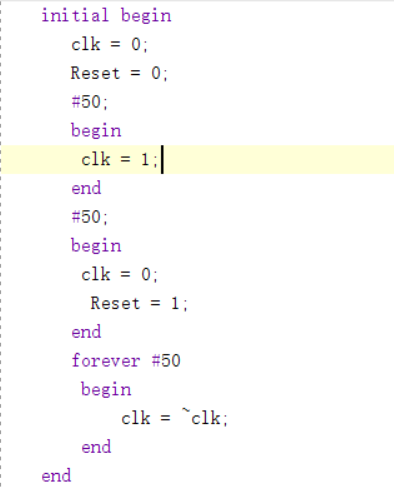 initial begin
clk = 0;
Reset = 0;
#50;
begin
clk = 1;
end
#50;
begin
clk = 0;
Reset = 1;
end
forever #50
begin
clk = ~clk;
end
end